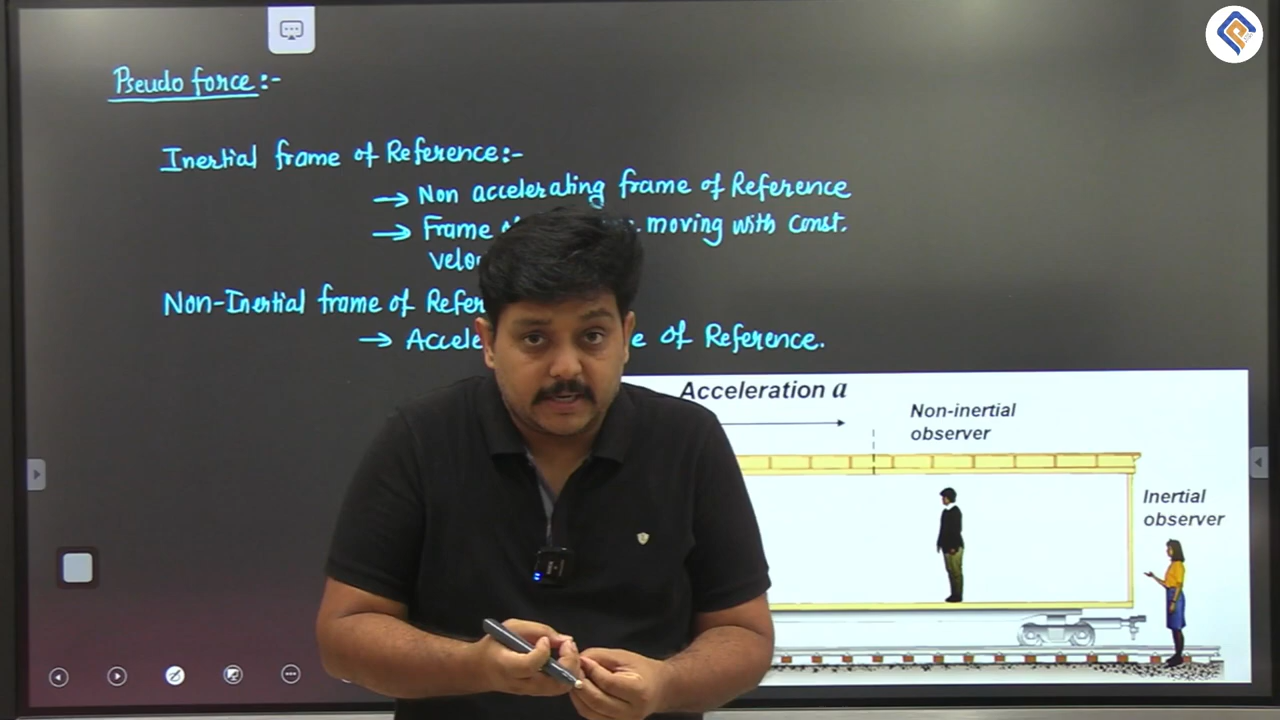 Pseudo force:-
Inertial frame of Reference:-
→ Non accelerating frame of Reference
→ Frame moving with Const.
Non-Inertial frame of
→ of Reference.
Acceleration a
Non-inertial
observer
Inertial
observer